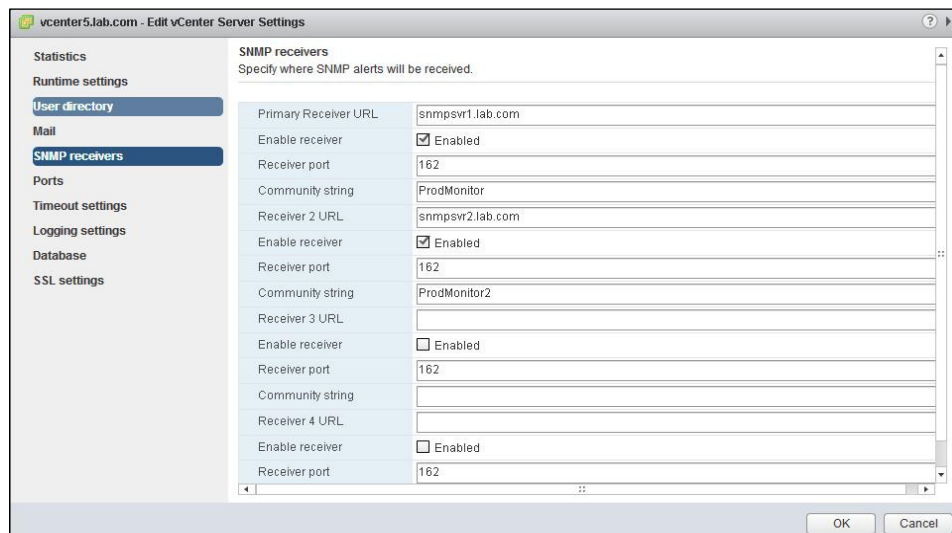 vcenter5.lab.com - Edit vCenter Server Settings
?
Statistics
Runtime settings
User directory
Mail
SNMP receivers
Ports
Timeout settings
Logging settings
Database
SSL settings
SNMP receivers
Specify where SNMP alerts will be received.
Primary Receiver URL snmpsvr1.lab.com
Enable receiver Enabled
Receiver port 162
Community string ProdMonitor
Receiver 2 URL snmpsvr2.lab.com
Enable receiver Enabled
Receiver port 162
Community string ProdMonitor2
Receiver 3 URL
Enable receiver Enabled
Receiver port 162
Community string
Receiver 4 URL
Enable receiver Enabled
Receiver port 162
OK Cancel